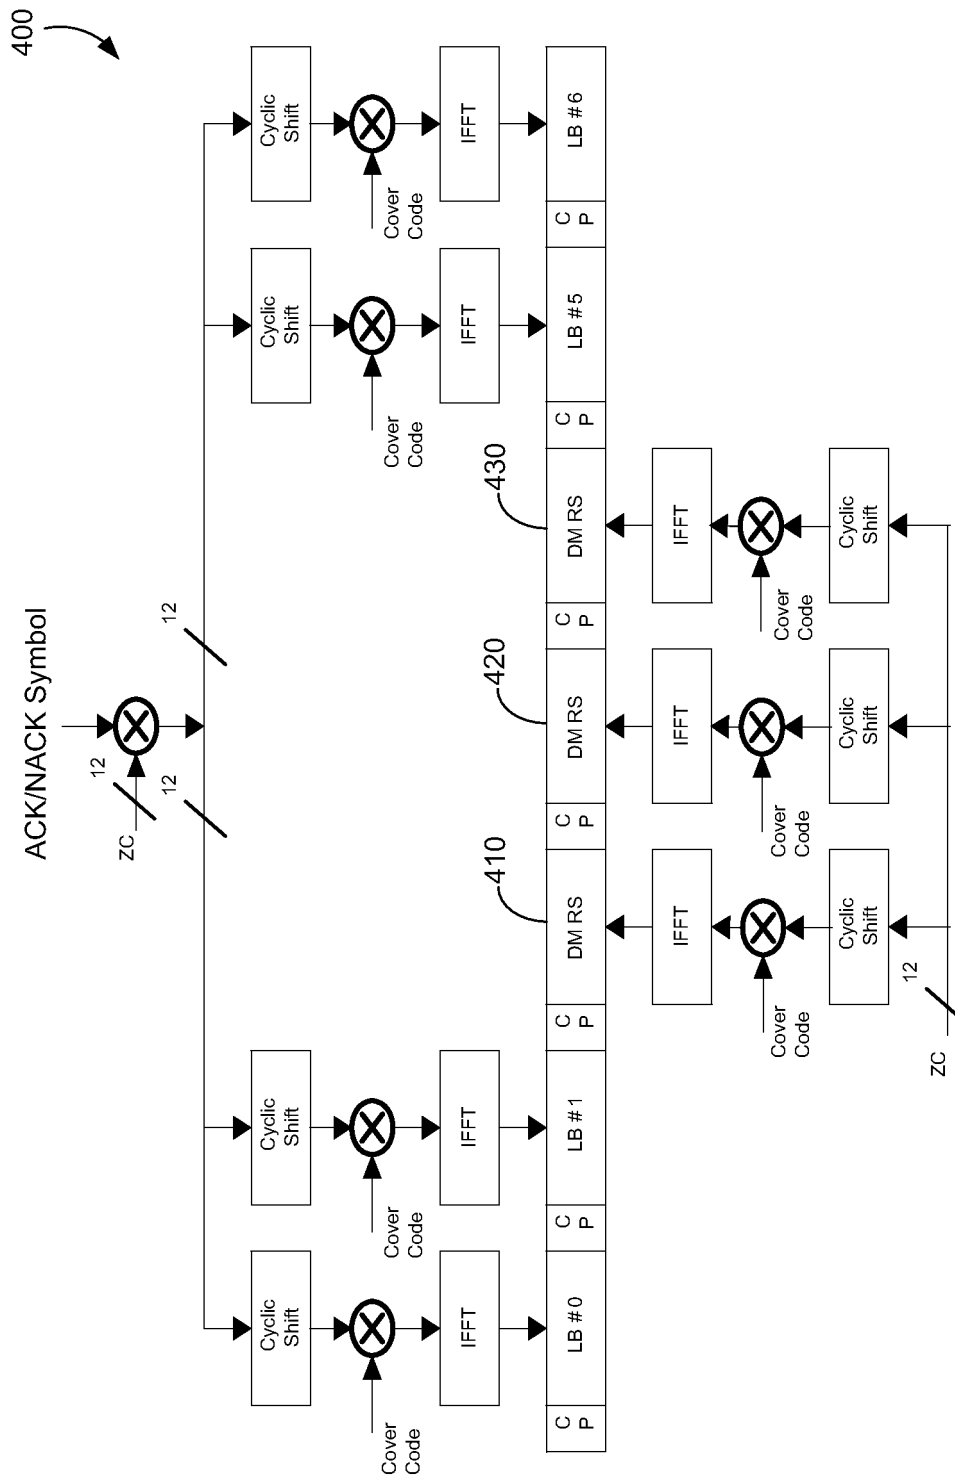 400
ACK/NACK Symbol
12
ZC
12
12
Cyclic
Shift
Cyclic
Shift
Cyclic
Shift
Cyclic
Shift
Cover
Code
Cover
Code
Cover
Code
Cover
Code
IFFT
IFFT
IFFT
IFFT
410
420
430
C
P
LB #0
C
P
LB #1
C
P
DM RS
C
P
DM RS
C
P
DM RS
C
P
LB #5
C
P
LB #6
IFFT
IFFT
IFFT
Cover
Code
Cover
Code
Cover
Code
Cyclic
Shift
Cyclic
Shift
Cyclic
Shift
12
ZC